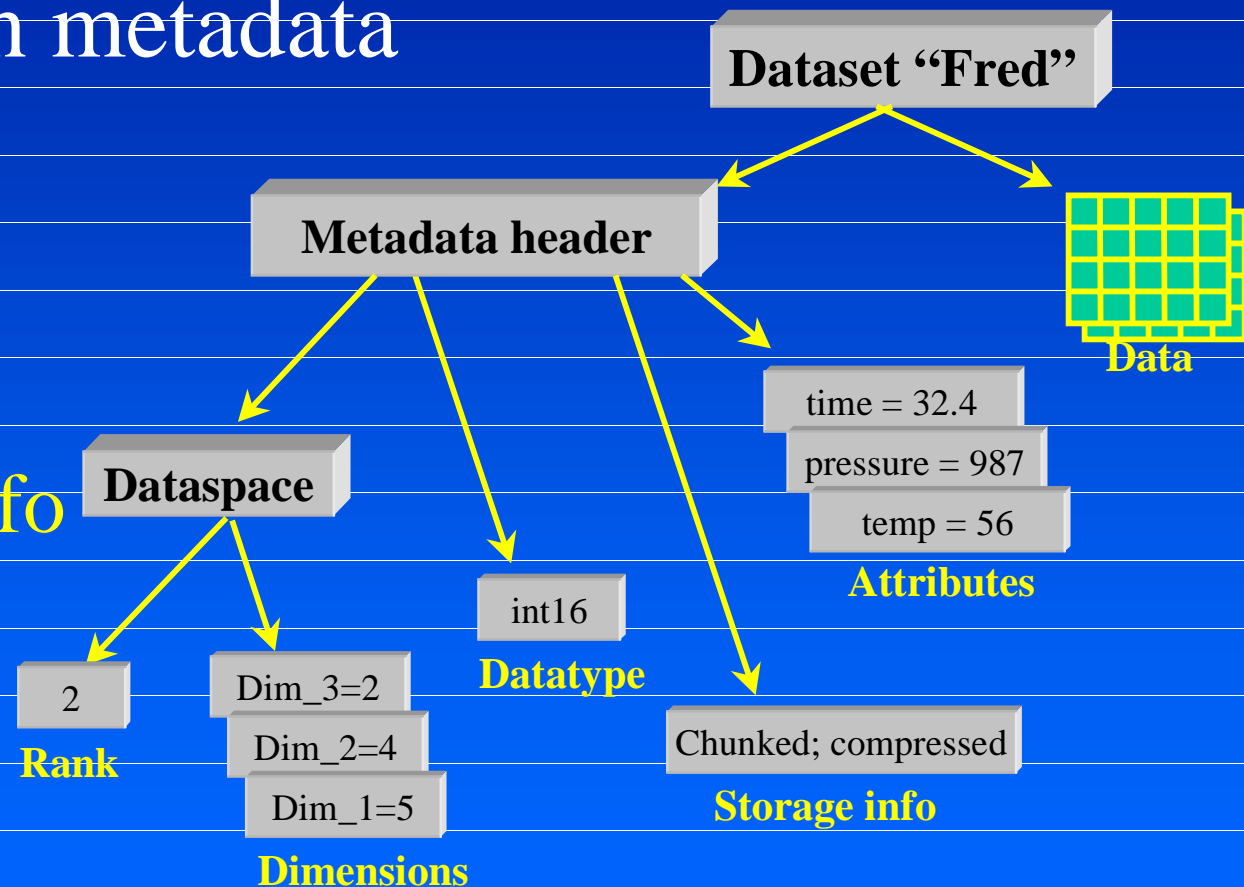 metadata
Dataset “Fred”
Metadata header
Data
time = 32.4
pressure = 987
temp = 56
Attributes
Dataspace
int16
Datatype
2
Rank
Dim_3=2
Dim_2=4
Dim_1=5
Dimensions
Chunked; compressed
Storage info